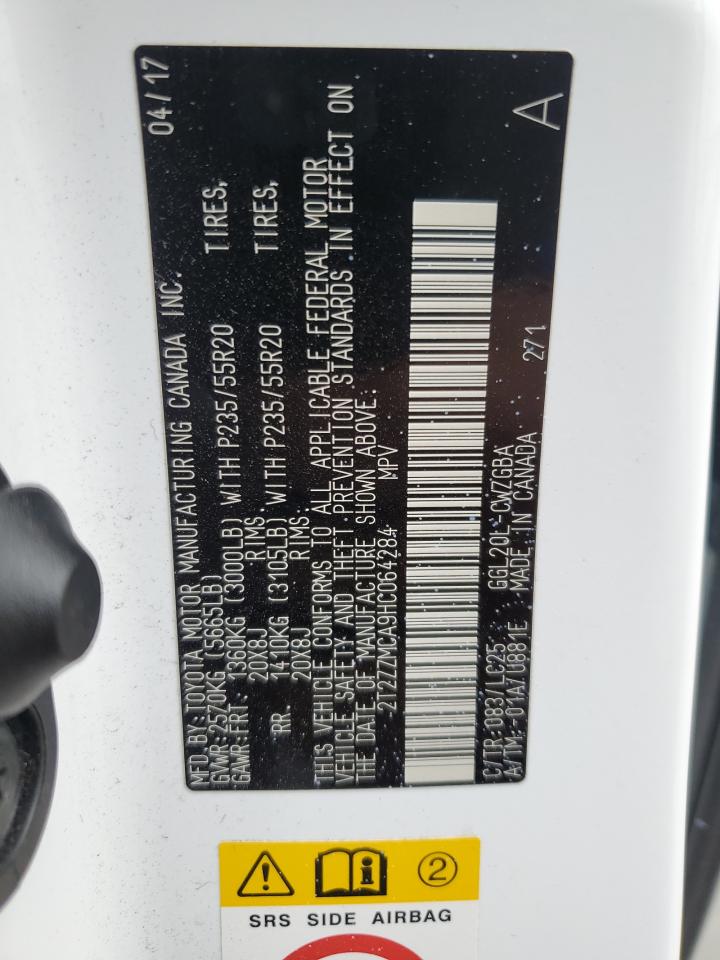 MFD.BY:TOYOTA MOTOR MANUFACTURING CANADA INC. 04/17
GVWR:2570KG (5665LB)
GAWR:FRT. 1360KG (3000LB) WITH P235/55R20 TIRES,
20X8J RIMS.
RR. 1410KG (3105LB) WITH P235/55R20 TIRES,
20X8J RIMS.
THIS VEHICLE CONFORMS TO ALL APPLICABLE FEDERAL MOTOR
VEHICLE SAFETY AND THEFT PREVENTION STANDARDS IN EFFECT ON
THE DATE OF MANUFACTURE SHOWN ABOVE.
2T2ZZMCA9HC064284 MPV
C/TR:083/LC25 GGL20L-CWZGBA
A/TM:-01A/U881E MADE IN CANADA 271 A
2
SRS SIDE AIRBAG